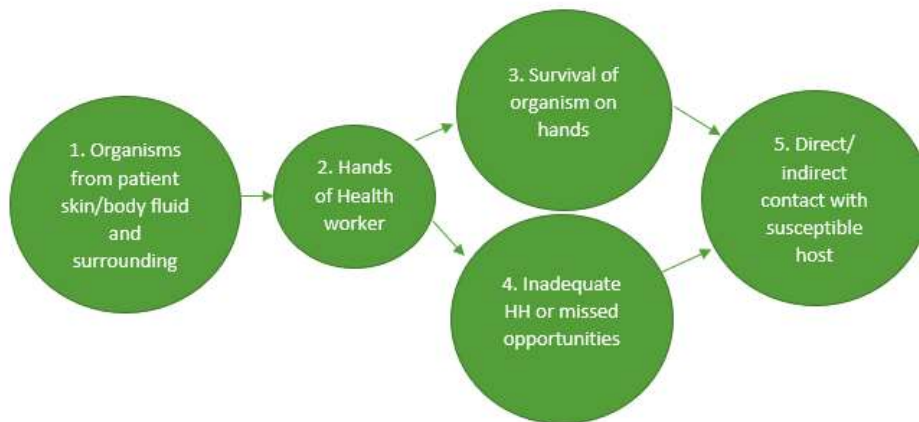 1. Organisms
from patient
skin/body fluid
and
surrounding
2. Hands
of Health
worker
3. Survival of
organism on
hands
4. Inadequate
HH or missed
opportunities
5. Direct/
indirect
contact with
susceptible
host